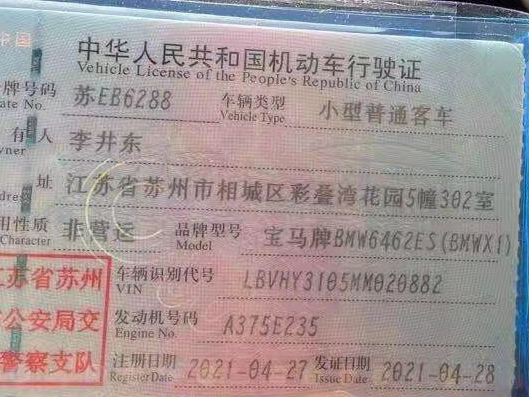 中国
中华人民共和国机动车行驶证
Vehicle License of the People's Republic of China
牌号码 苏EB6288 车辆类型 小型普通客车
ate No. Vehicle Type
有人 李井东
wner
址 江苏省苏州市相城区彩叠湾花园5幢302室
用性质 非营运 品牌型号 宝马牌BMW6462ES(BMWX1)
Character Model
江苏省苏州 车辆识别代号 LBVHY3105MM020882
VIN
公安局交 发动机号码 A375E235
Engine No.
警察支队 注册日期 2021-04-27 发证日期 2021-04-28
Register Date Issue Date